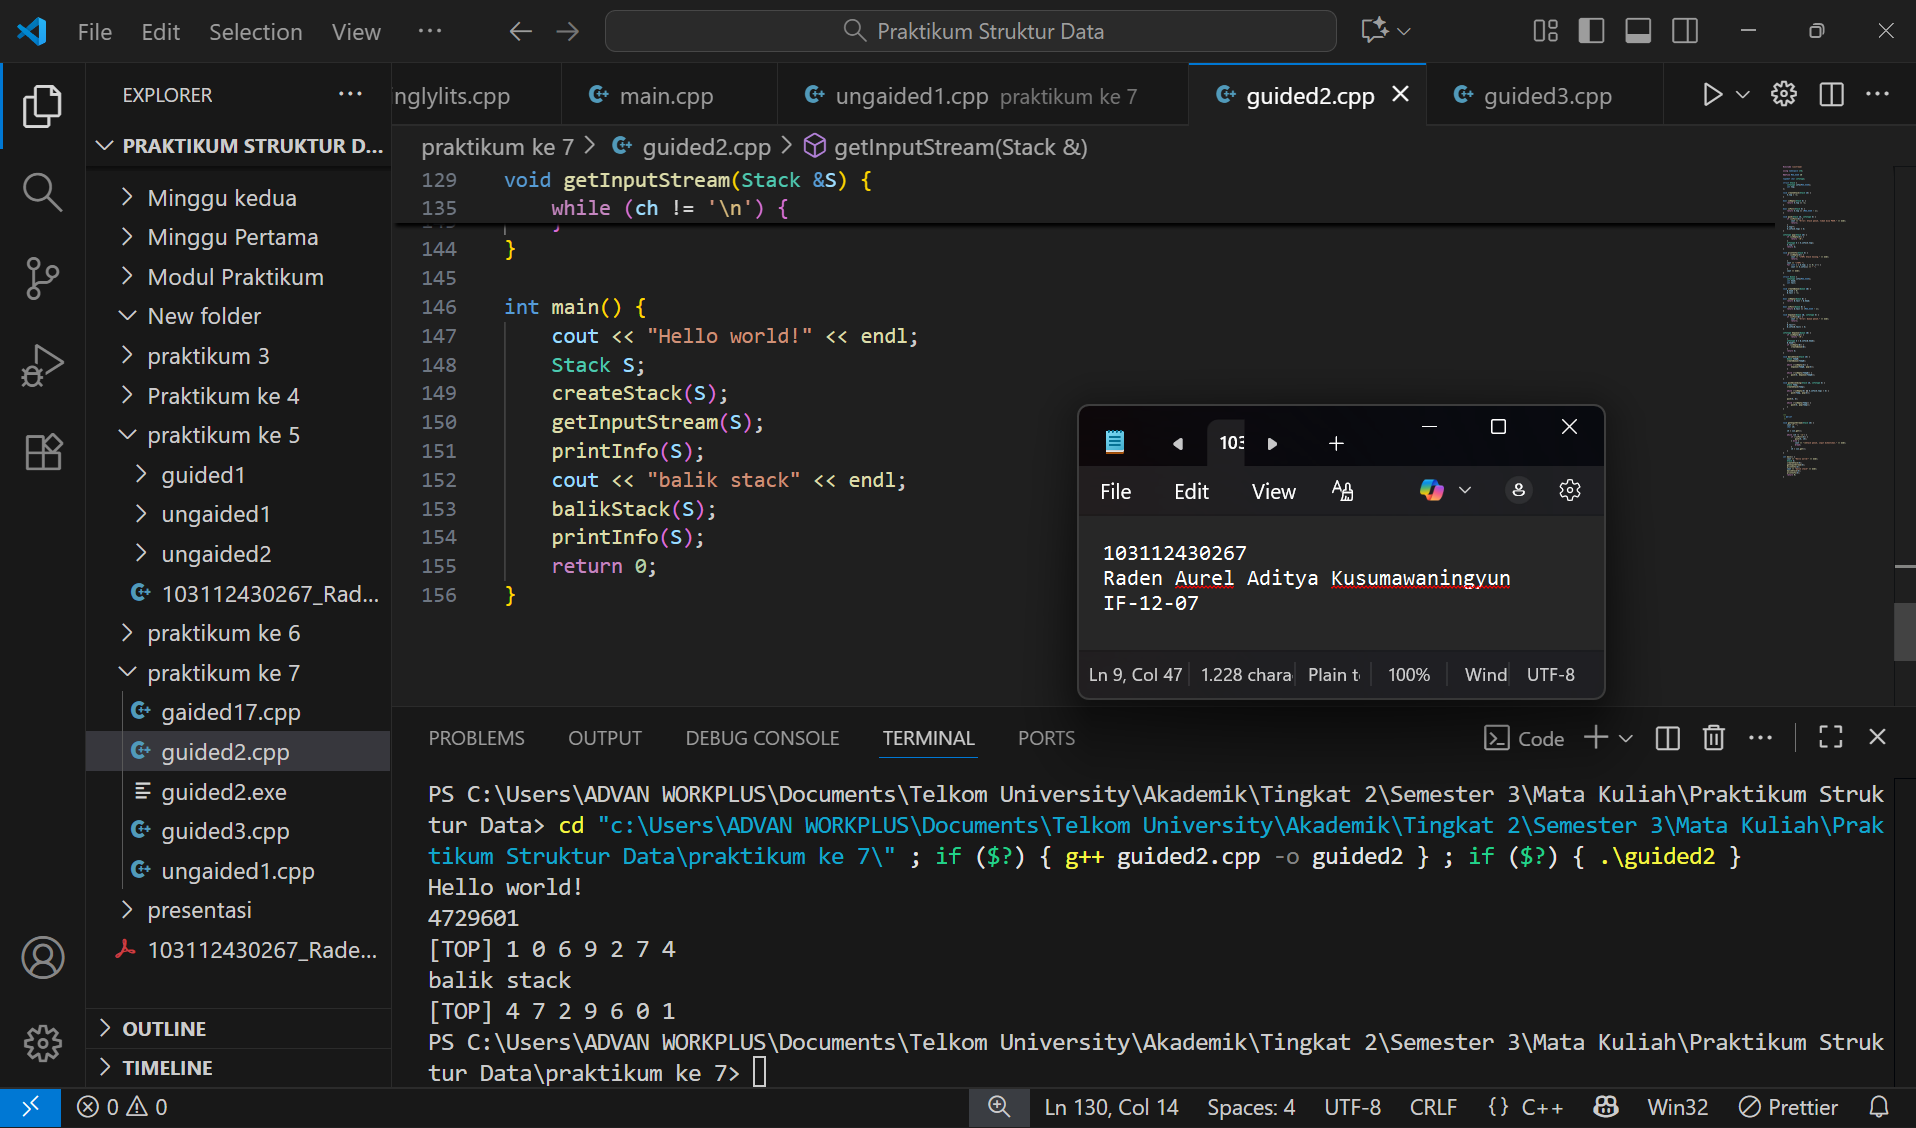 File Edit Selection View ··· Praktikum Struktur Data
EXPLORER ···
PRAKTIKUM STRUKTUR D...
Minggu kedua
Minggu Pertama
Modul Praktikum
New folder
praktikum 3
Praktikum ke 4
praktikum ke 5
guided1
ungaided1
ungaided2
103112430267_Rad...
praktikum ke 6
praktikum ke 7
gaided17.cpp
guided2.cpp
guided2.exe
guided3.cpp
ungaided1.cpp
presentasi
103112430267_Rade...
OUTLINE
TIMELINE
inglylits.cpp main.cpp ungaided1.cpp praktikum ke 7 guided2.cpp guided3.cpp
praktikum ke 7 > guided2.cpp > getInputStream(Stack &)
129 void getInputStream(Stack &S) {
135 while (ch != '\n') {
144 }
145
146 int main() {
147 cout << "Hello world!" << endl;
148 Stack S;
149 createStack(S);
150 getInputStream(S);
151 printInfo(S);
152 cout << "balik stack" << endl;
153 balikStack(S);
154 printInfo(S);
155 return 0;
156 }
103
File Edit View
103112430267
Raden Aurel Aditya Kusumawaningyun
IF-12-07
Ln 9, Col 47 1.228 chara Plain t 100% Wind UTF-8
PROBLEMS OUTPUT DEBUG CONSOLE TERMINAL PORTS Code
PS C:\Users\ADVAN WORKPLUS\Documents\Telkom University\Akademik\Tingkat 2\Semester 3\Mata Kuliah\Praktikum Struk
tur Data> cd "c:\Users\ADVAN WORKPLUS\Documents\Telkom University\Akademik\Tingkat 2\Semester 3\Mata Kuliah\Prak
tikum Struktur Data\praktikum ke 7\" ; if ($?) { g++ guided2.cpp -o guided2 } ; if ($?) { .\guided2 }
Hello world!
4729601
[TOP] 1 0 6 9 2 7 4
balik stack
[TOP] 4 7 2 9 6 0 1
PS C:\Users\ADVAN WORKPLUS\Documents\Telkom University\Akademik\Tingkat 2\Semester 3\Mata Kuliah\Praktikum Struk
tur Data\praktikum ke 7>
0 0 Ln 130, Col 14 Spaces: 4 UTF-8 CRLF {} C++ Win32 Prettier